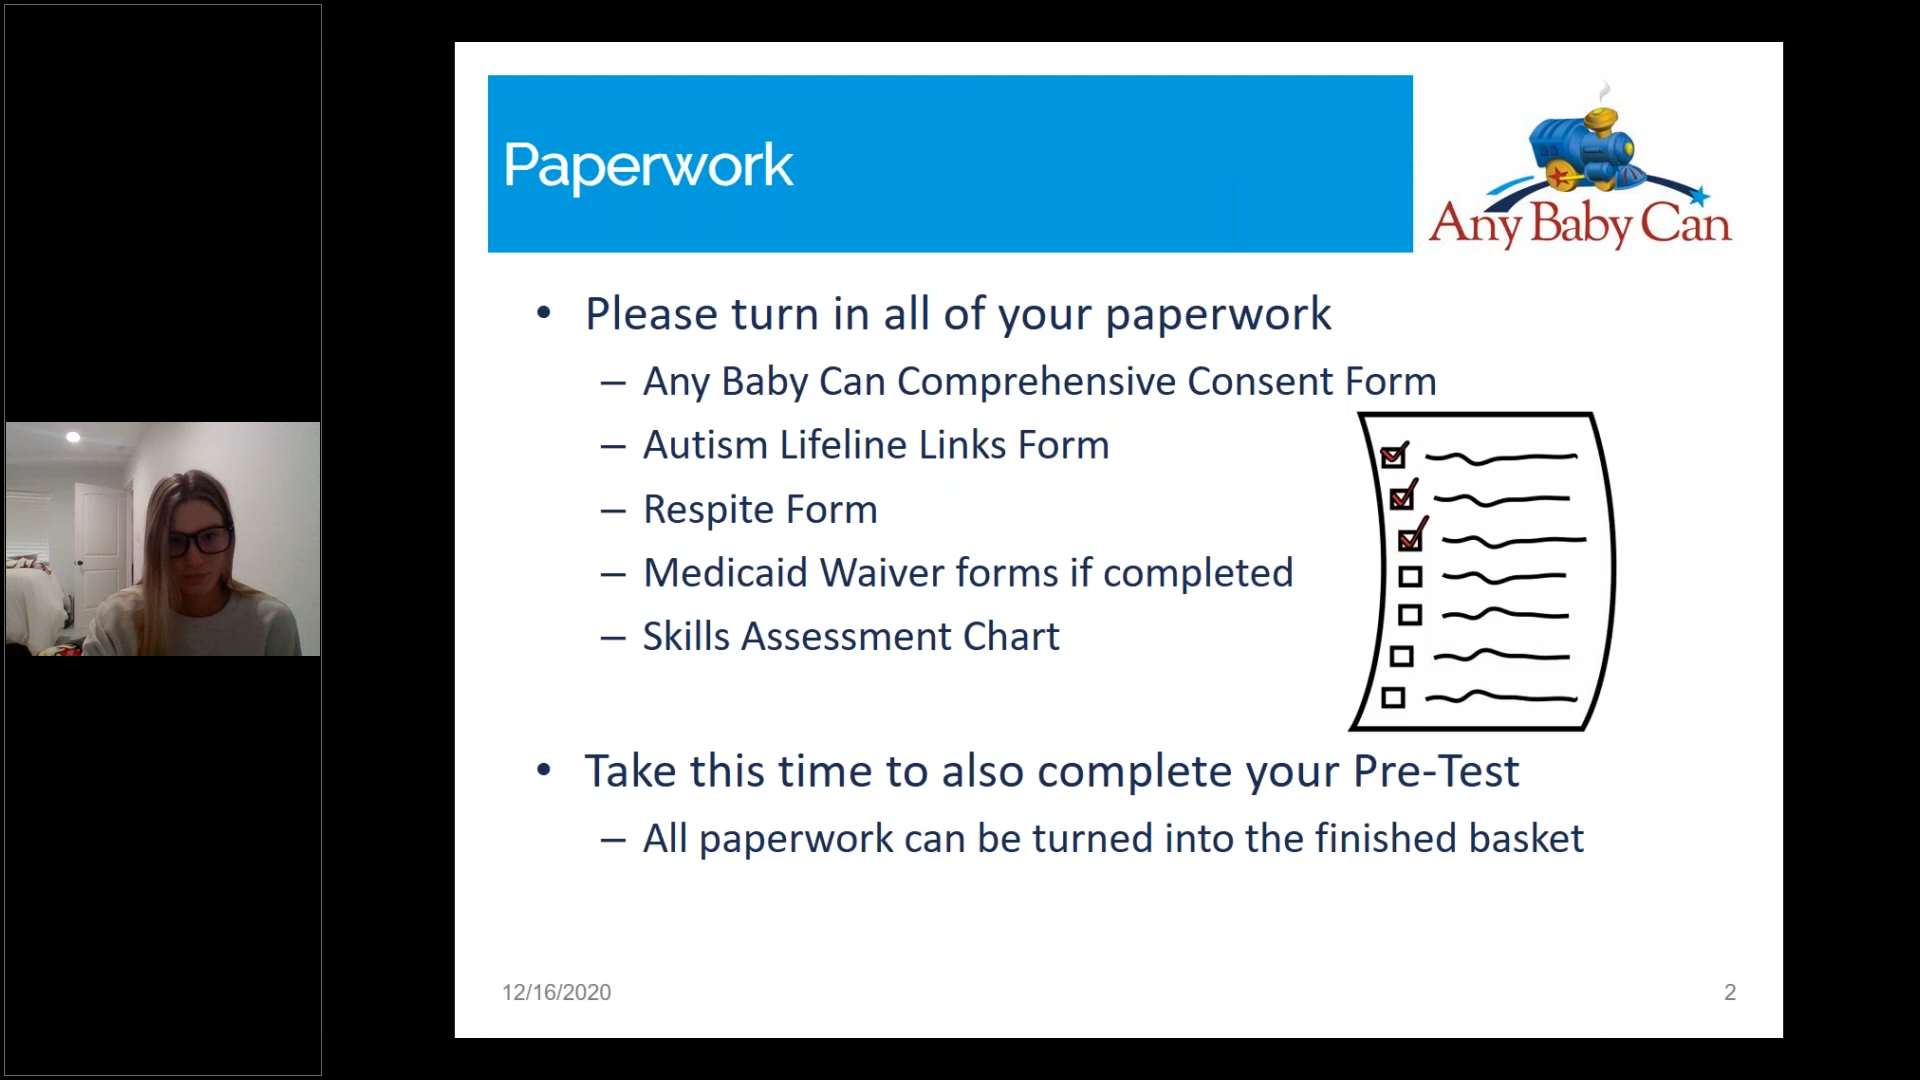 Paperwork
Any Baby Can
• Please turn in all of your paperwork
– Any Baby Can Comprehensive Consent Form
– Autism Lifeline Links Form
– Respite Form
– Medicaid Waiver forms if completed
– Skills Assessment Chart
• Take this time to also complete your Pre-Test
– All paperwork can be turned into the finished basket
12/16/2020
2